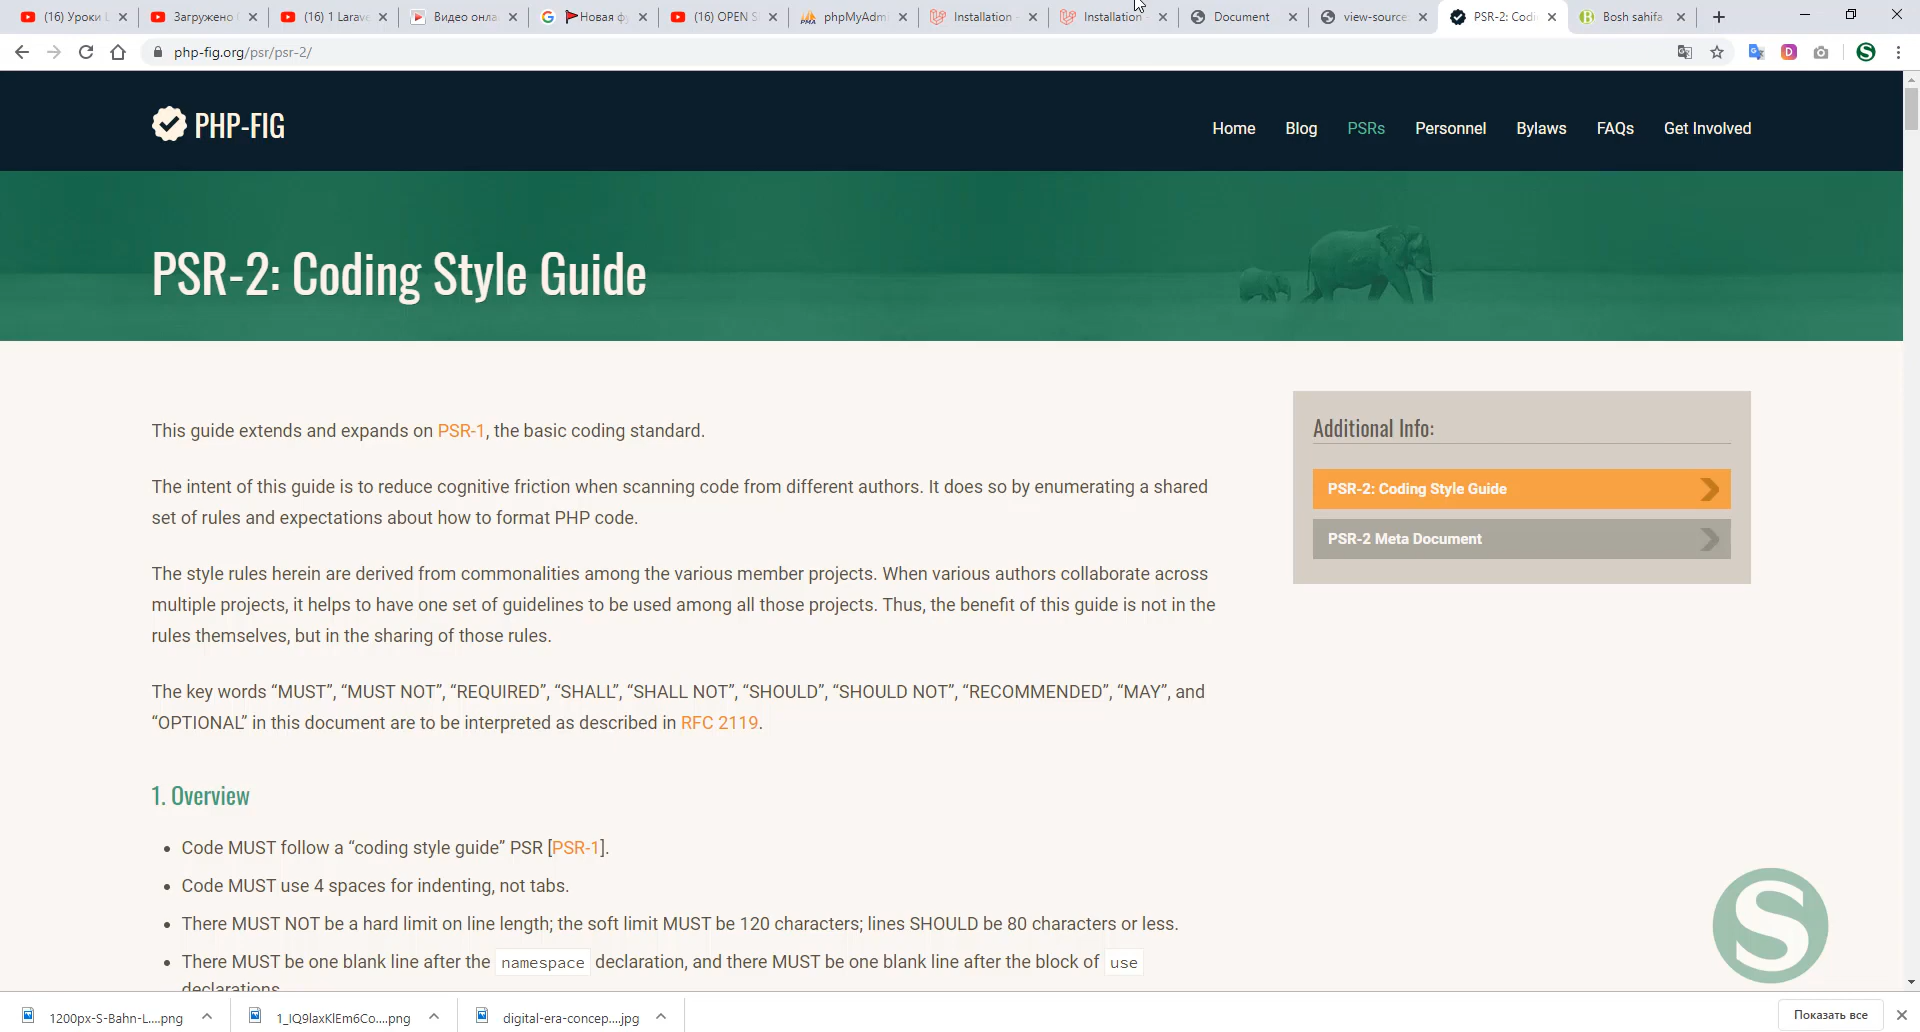 (16) Уроки L
Загружено
(16) 1 Larave
Видео онла
Новая ф
(16) OPEN S
phpMyAdmi
Installation
Installation
Document
view-source:
PSR-2: Codi
Bosh sahifa
php-fig.org/psr/psr-2/
PHP-FIG
Home
Blog
PSRs
Personnel
Bylaws
FAQs
Get Involved
PSR-2: Coding Style Guide
This guide extends and expands on PSR-1, the basic coding standard.
The intent of this guide is to reduce cognitive friction when scanning code from different authors. It does so by enumerating a shared
set of rules and expectations about how to format PHP code.
The style rules herein are derived from commonalities among the various member projects. When various authors collaborate across
multiple projects, it helps to have one set of guidelines to be used among all those projects. Thus, the benefit of this guide is not in the
rules themselves, but in the sharing of those rules.
The key words “MUST”, “MUST NOT”, “REQUIRED”, “SHALL”, “SHALL NOT”, “SHOULD”, “SHOULD NOT”, “RECOMMENDED”, “MAY”, and
“OPTIONAL” in this document are to be interpreted as described in RFC 2119.
Additional Info:
PSR-2: Coding Style Guide
PSR-2 Meta Document
1. Overview
• Code MUST follow a “coding style guide” PSR [PSR-1].
• Code MUST use 4 spaces for indenting, not tabs.
• There MUST NOT be a hard limit on line length; the soft limit MUST be 120 characters; lines SHOULD be 80 characters or less.
• There MUST be one blank line after the namespace declaration, and there MUST be one blank line after the block of use
declarations
S
1200px-S-Bahn-L....png
1_IQ9laxKlEm6Co....png
digital-era-concep....jpg
Показать все